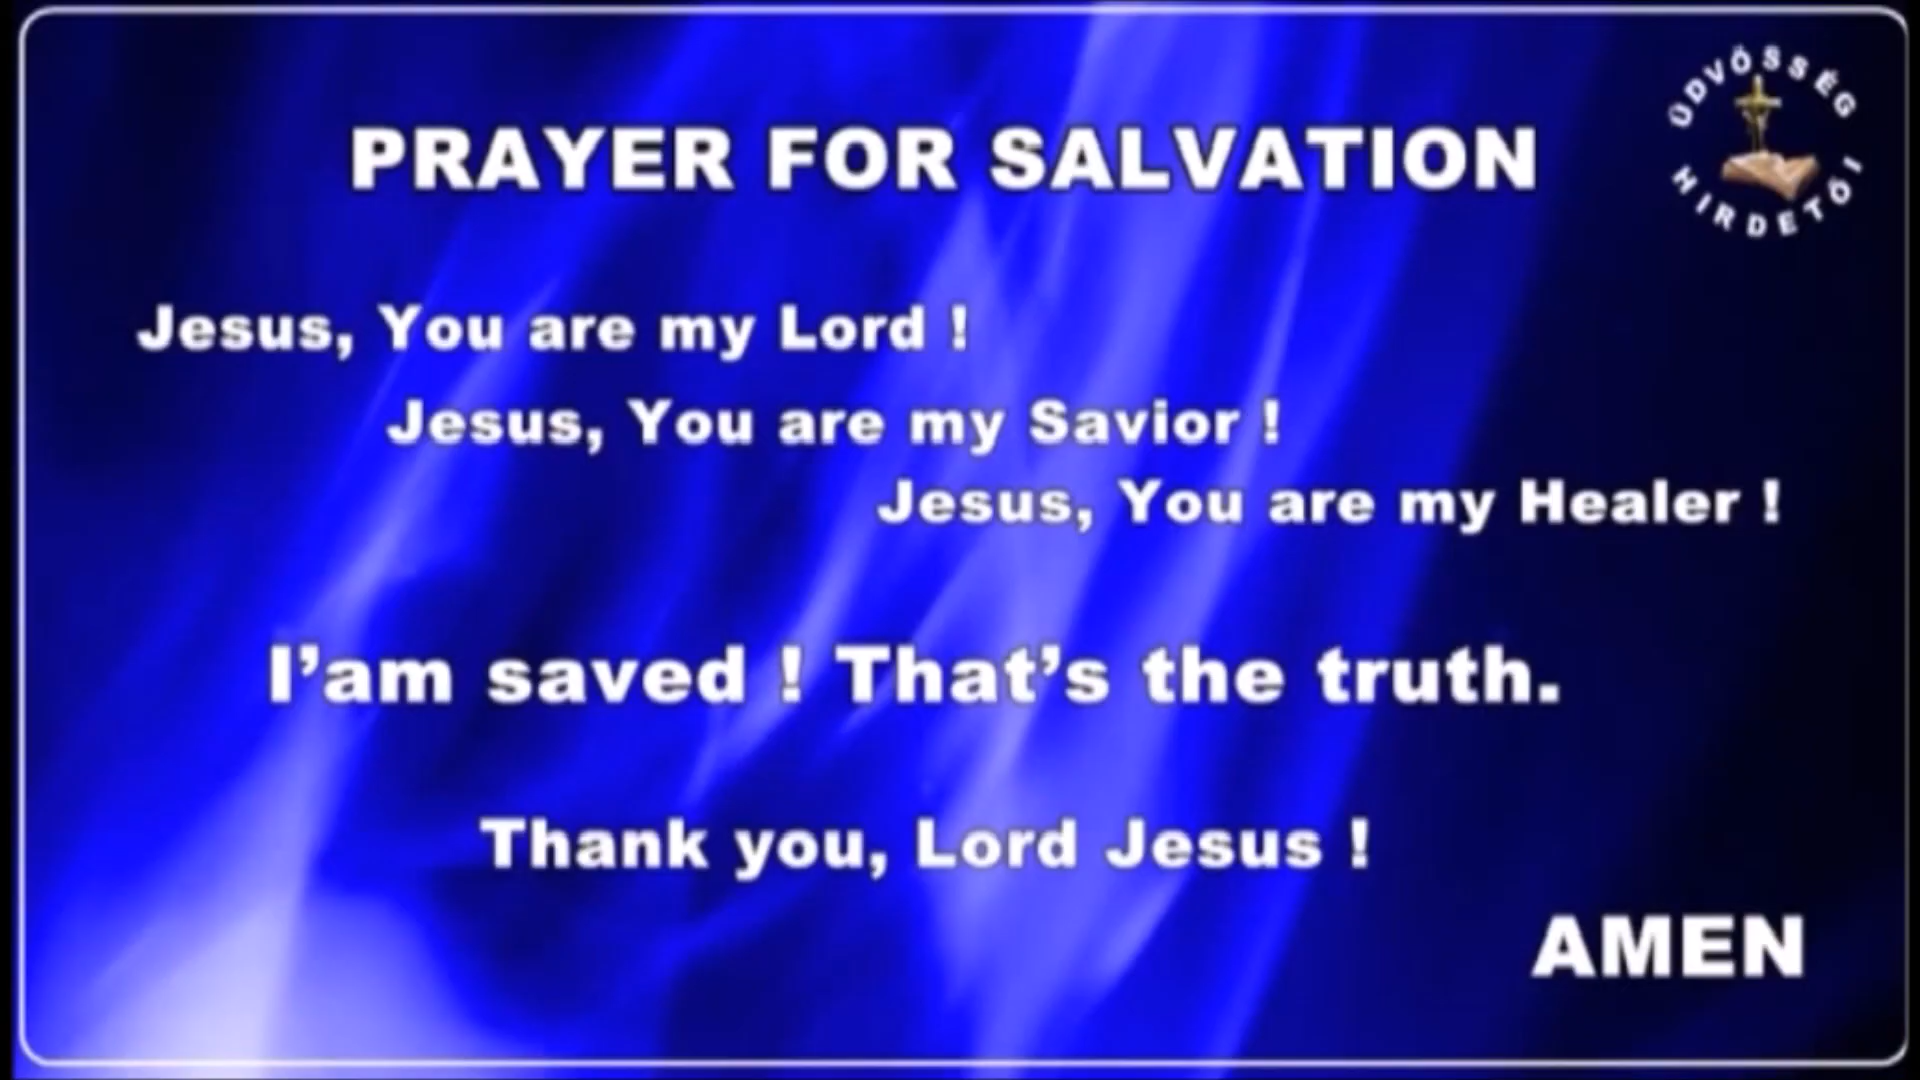 PRAYER FOR SALVATION
ÜDVÖSSÉG
HIRDETŐI
Jesus, You are my Lord !
Jesus, You are my Savior !
Jesus, You are my Healer !
I’am saved ! That’s the truth.
Thank you, Lord Jesus !
AMEN